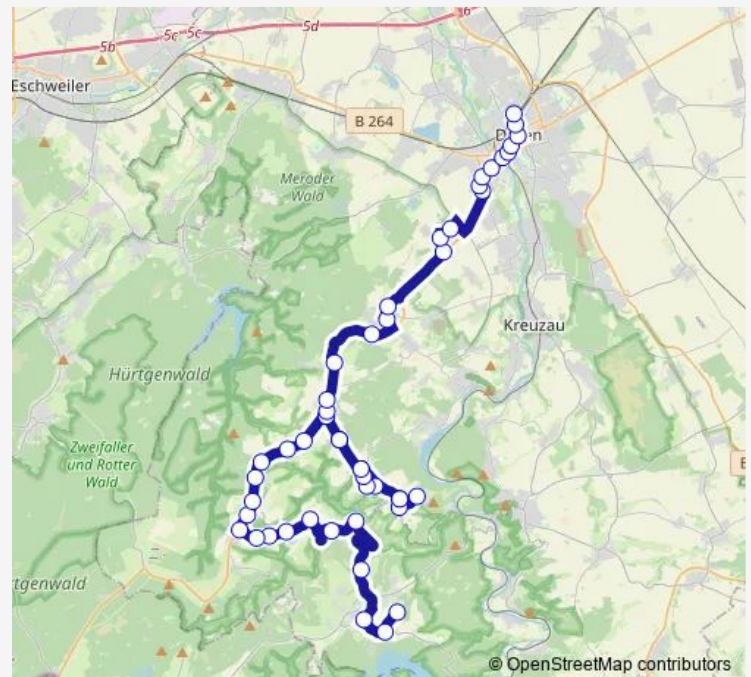 6
5d
5c
5c
5b
Eschweiler
B 264
Meroder
Wald
Kreuzau
Hürtgenwald
Zweifaller
und Rotter
Wald
rtgenwald
© OpenStreetMap contributors